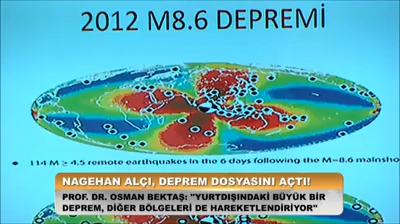 2012 M8.6 DEPREMİ
114 M ≥ 4.5 remote earthquakes in the 6 days following the M=8.6 mainsho
NAGEHAN ALÇI, DEPREM DOSYASINI AÇTI!
PROF. DR. OSMAN BEKTAŞ: "YURTDIŞINDAKİ BÜYÜK BİR
DEPREM, DİĞER BÖLGELERİ DE HAREKETLENDİRİYOR"